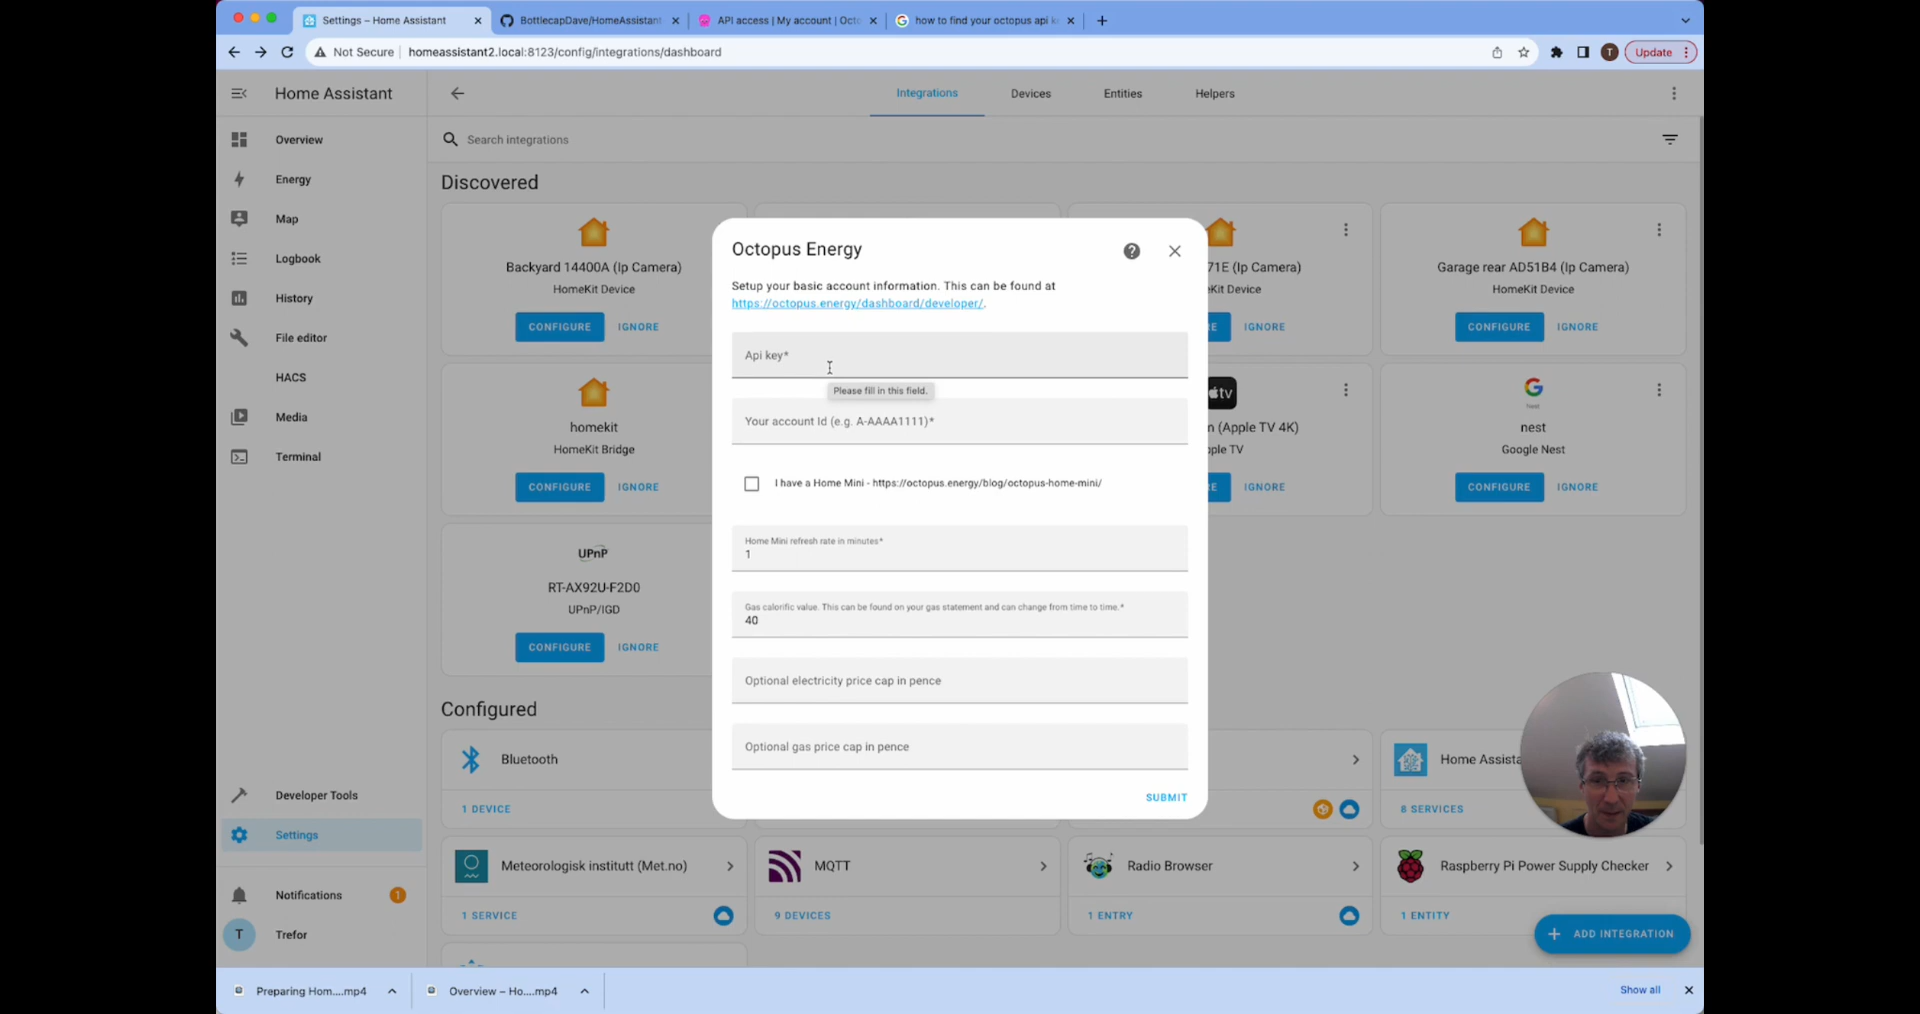 Settings – Home Assistant
BottlecapDave/HomeAssistant
API access | My account | Octo
how to find your octopus api k
Not Secure
homeassistant2.local:8123/config/integrations/dashboard
T
Update
Home Assistant
Integrations
Devices
Entities
Helpers
Overview
Energy
Map
Logbook
History
File editor
HACS
Media
Terminal
Developer Tools
Settings
Notifications
1
T
Trefor
Search integrations
Discovered
Backyard 14400A (Ip Camera)
HomeKit Device
CONFIGURE
IGNORE
71E (Ip Camera)
eKit Device
RE
IGNORE
Garage rear AD51B4 (Ip Camera)
HomeKit Device
CONFIGURE
IGNORE
homekit
HomeKit Bridge
CONFIGURE
IGNORE
tv
n (Apple TV 4K)
pple TV
RE
IGNORE
nest
nest
Google Nest
CONFIGURE
IGNORE
UPnP
RT-AX92U-F2D0
UPnP/IGD
CONFIGURE
IGNORE
Octopus Energy
Setup your basic account information. This can be found at
https://octopus.energy/dashboard/developer/.
Api key*
Please fill in this field.
Your account Id (e.g. A-AAAA1111)*
I have a Home Mini - https://octopus.energy/blog/octopus-home-mini/
Home Mini refresh rate in minutes*
1
Gas calorific value. This can be found on your gas statement and can change from time to time.*
40
Optional electricity price cap in pence
Optional gas price cap in pence
SUBMIT
Configured
Bluetooth
1 DEVICE
Home Assista
8 SERVICES
Meteorologisk institutt (Met.no)
1 SERVICE
MQTT
9 DEVICES
Radio Browser
1 ENTRY
Raspberry Pi Power Supply Checker
1 ENTITY
ADD INTEGRATION
Preparing Hom....mp4
Overview – Ho....mp4
Show all